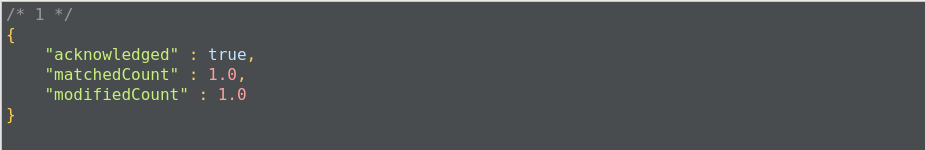 /* 1 */
{
    "acknowledged" : true,
    "matchedCount" : 1.0,
    "modifiedCount" : 1.0
}